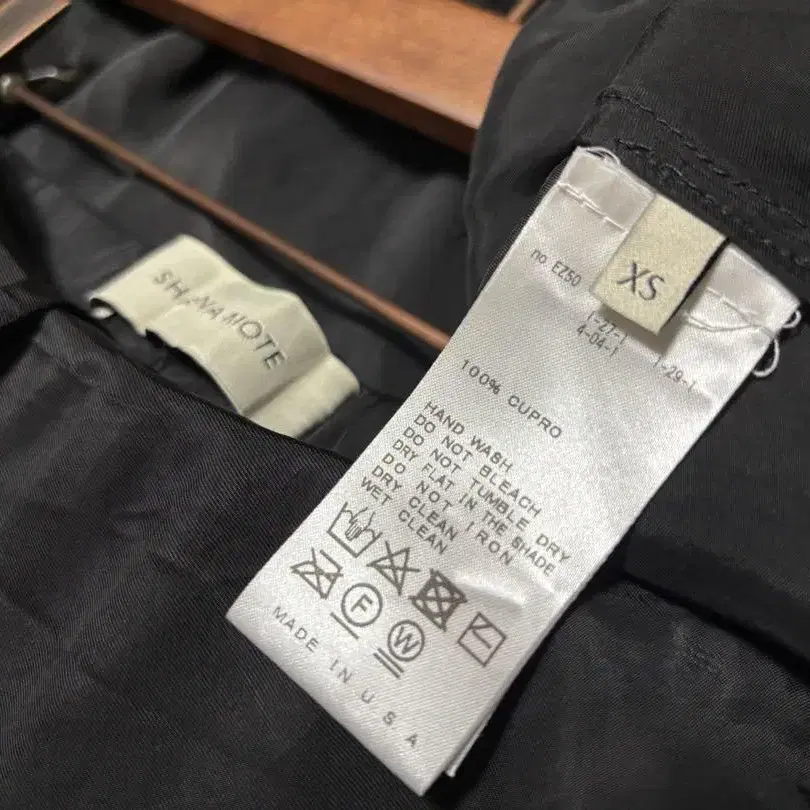 SHAINA MOTE
XS
no. EZ50
1-27-1
4-04-1 1-29-1
100% CUPRO
HAND WASH
DO NOT BLEACH
DO NOT TUMBLE DRY
DRY FLAT IN THE SHADE
DO NOT IRON
DRY CLEAN
WET CLEAN
F
W
MADE IN U.S.A